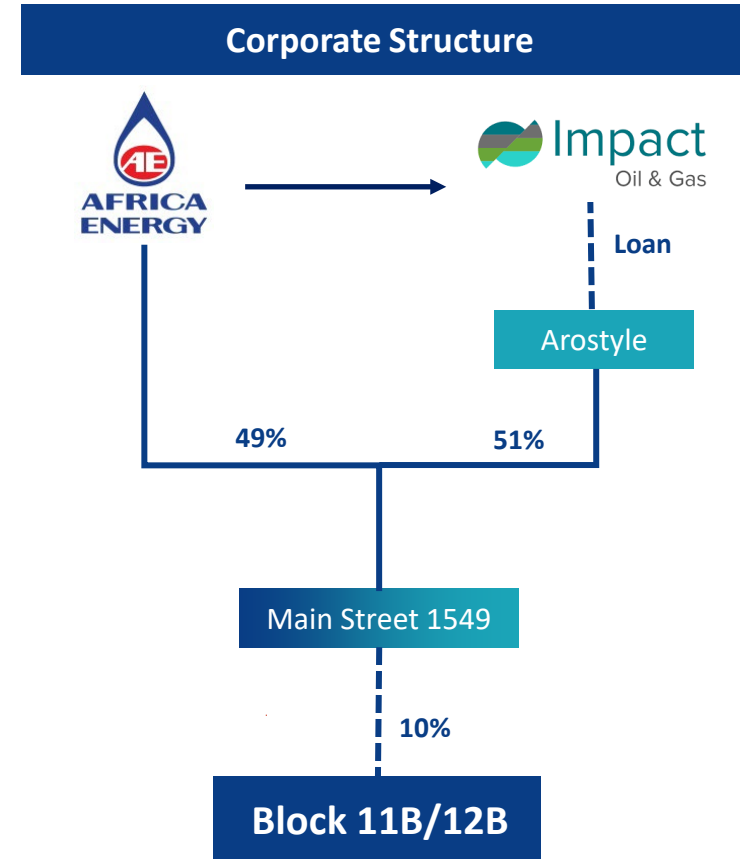 Corporate Structure
AE
AFRICA
ENERGY
Impact
Oil & Gas
Loan
Arostyle
49%
51%
Main Street 1549
10%
Block 11B/12B